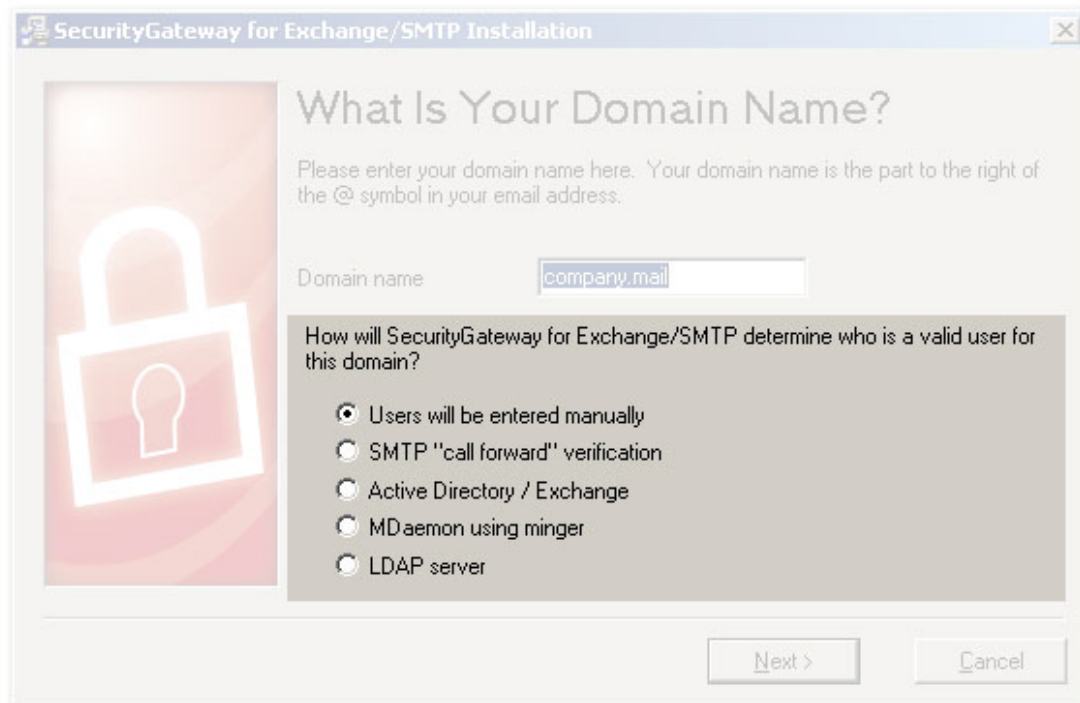 SecurityGateway for Exchange/SMTP Installation
What Is Your Domain Name?
Please enter your domain name here.  Your domain name is the part to the right of
the @ symbol in your email address.
Domain name
company.mail
How will SecurityGateway for Exchange/SMTP determine who is a valid user for
this domain?
Users will be entered manually
SMTP "call forward" verification
Active Directory / Exchange
MDaemon using minger
LDAP server
Next >
Cancel